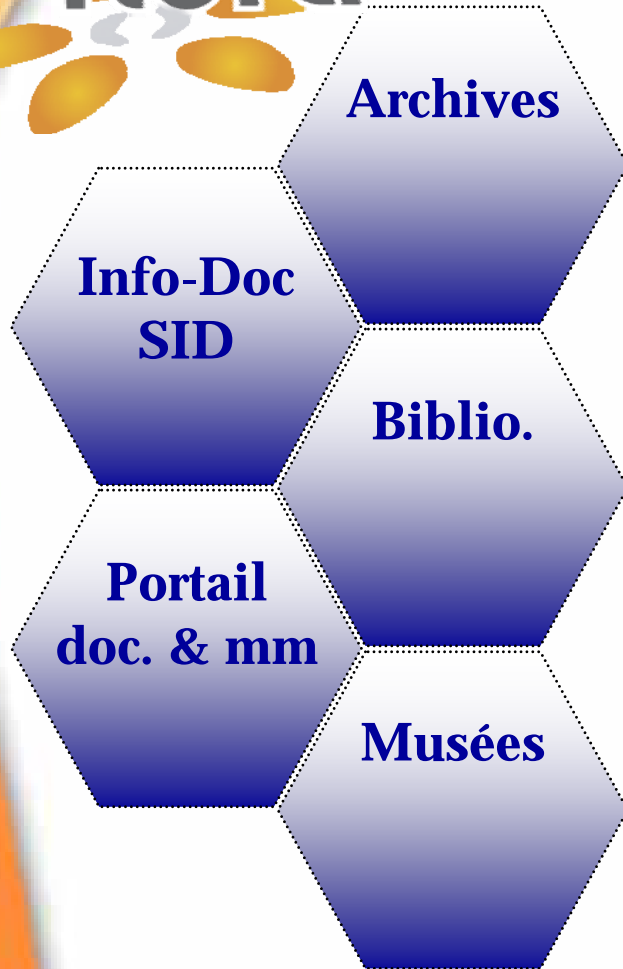 Archives
Info-Doc
SID
Biblio.
Portail
doc. & mm
Musées